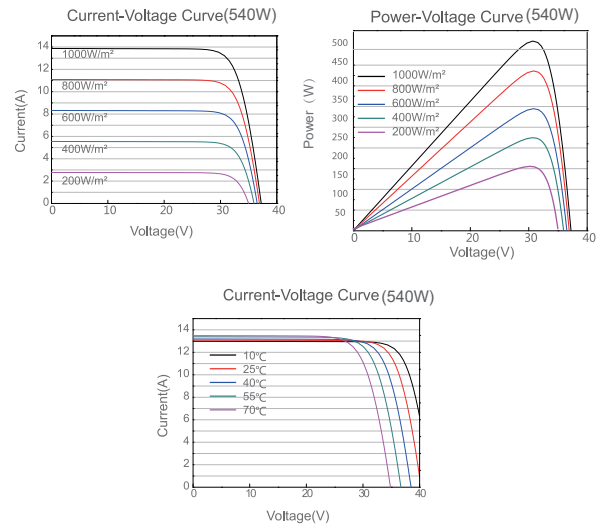 Current-Voltage Curve(540W)
14
12
10
8
6
4
2
0
1000W/m²
800W/m²
600W/m²
400W/m²
200W/m²
Current(A)
0 10 20 30 40
Voltage(V)
Power-Voltage Curve (540W)
500
450
400
350
300
250
200
150
100
50
1000W/m²
800W/m²
600W/m²
400W/m²
200W/m²
Power（W）
0 10 20 30 40
Voltage(V)
Current-Voltage Curve (540W)
14
12
10
8
6
4
2
0
10℃
25℃
40℃
55℃
70℃
Current(A)
0 10 20 30 40
Voltage(V)